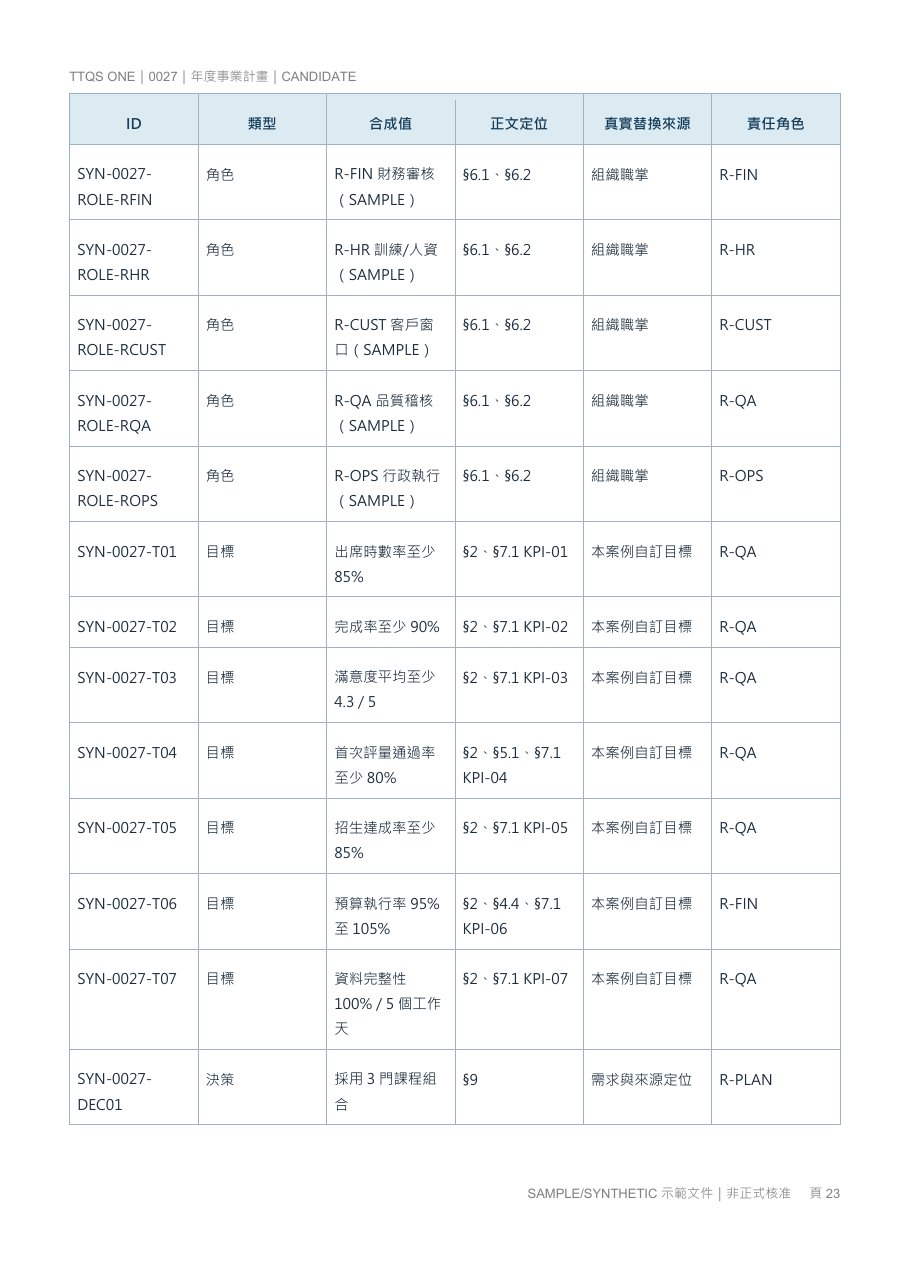 TTQS ONE｜0027｜年度事業計畫｜CANDIDATE
ID 類型 合成值 正文定位 真實替換來源 責任角色
SYN-0027- 角色 R-FIN 財務審核 §6.1、§6.2 組織職掌 R-FIN
ROLE-RFIN （SAMPLE）
SYN-0027- 角色 R-HR 訓練/人資 §6.1、§6.2 組織職掌 R-HR
ROLE-RHR （SAMPLE）
SYN-0027- 角色 R-CUST 客戶窗 §6.1、§6.2 組織職掌 R-CUST
ROLE-RCUST 口（SAMPLE）
SYN-0027- 角色 R-QA 品質稽核 §6.1、§6.2 組織職掌 R-QA
ROLE-RQA （SAMPLE）
SYN-0027- 角色 R-OPS 行政執行 §6.1、§6.2 組織職掌 R-OPS
ROLE-ROPS （SAMPLE）
SYN-0027-T01 目標 出席時數率至少 §2、§7.1 KPI-01 本案例自訂目標 R-QA
85%
SYN-0027-T02 目標 完成率至少 90% §2、§7.1 KPI-02 本案例自訂目標 R-QA
SYN-0027-T03 目標 滿意度平均至少 §2、§7.1 KPI-03 本案例自訂目標 R-QA
4.3 / 5
SYN-0027-T04 目標 首次評量通過率 §2、§5.1、§7.1 本案例自訂目標 R-QA
至少 80% KPI-04
SYN-0027-T05 目標 招生達成率至少 §2、§7.1 KPI-05 本案例自訂目標 R-QA
85%
SYN-0027-T06 目標 預算執行率 95% §2、§4.4、§7.1 本案例自訂目標 R-FIN
至 105% KPI-06
SYN-0027-T07 目標 資料完整性 §2、§7.1 KPI-07 本案例自訂目標 R-QA
100% / 5 個工作
天
SYN-0027- 決策 採用 3 門課程組 §9 需求與來源定位 R-PLAN
DEC01 合
SAMPLE/SYNTHETIC 示範文件｜非正式核准 頁 23